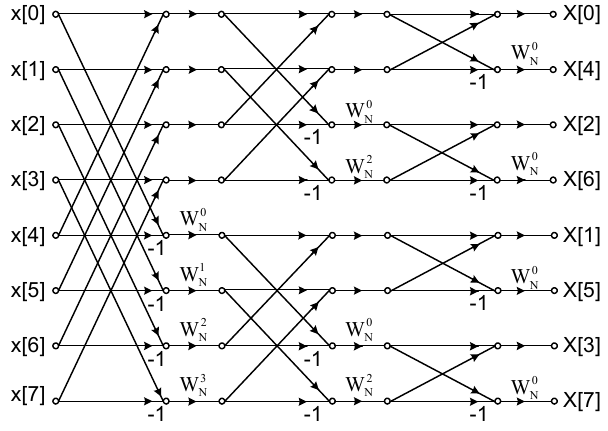 x[0] X[0]
W_N^0
x[1] -1 X[4]
W_N^0
x[2] -1 X[2]
W_N^2 W_N^0
x[3] -1 -1 X[6]
W_N^0
x[4] -1 X[1]
W_N^1 W_N^0
x[5] -1 -1 X[5]
W_N^2 W_N^0
x[6] -1 -1 X[3]
W_N^3 W_N^2 W_N^0
x[7] -1 -1 -1 X[7]